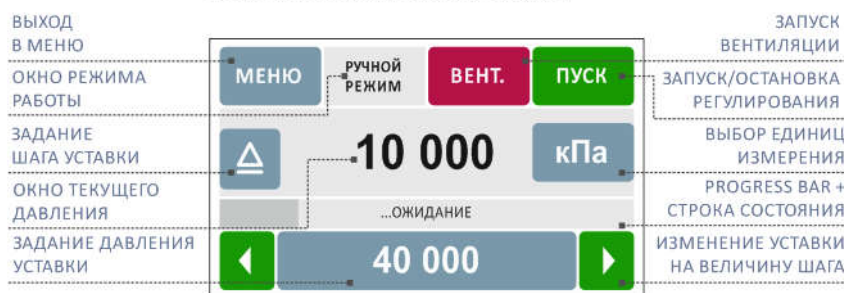 ВЫХОД
В МЕНЮ
ОКНО РЕЖИМА
РАБОТЫ
ЗАДАНИЕ
ШАГА УСТАВКИ
ОКНО ТЕКУЩЕГО
ДАВЛЕНИЯ
ЗАДАНИЕ ДАВЛЕНИЯ
УСТАВКИ
МЕНЮ
РУЧНОЙ
РЕЖИМ
ВЕНТ.
ПУСК
10 000
кПа
...ОЖИДАНИЕ
40 000
ЗАПУСК
ВЕНТИЛЯЦИИ
ЗАПУСК/ОСТАНОВКА
РЕГУЛИРОВАНИЯ
ВЫБОР ЕДИНИЦ
ИЗМЕРЕНИЯ
PROGRESS BAR +
СТРОКА СОСТОЯНИЯ
ИЗМЕНЕНИЕ УСТАВКИ
НА ВЕЛИЧИНУ ШАГА